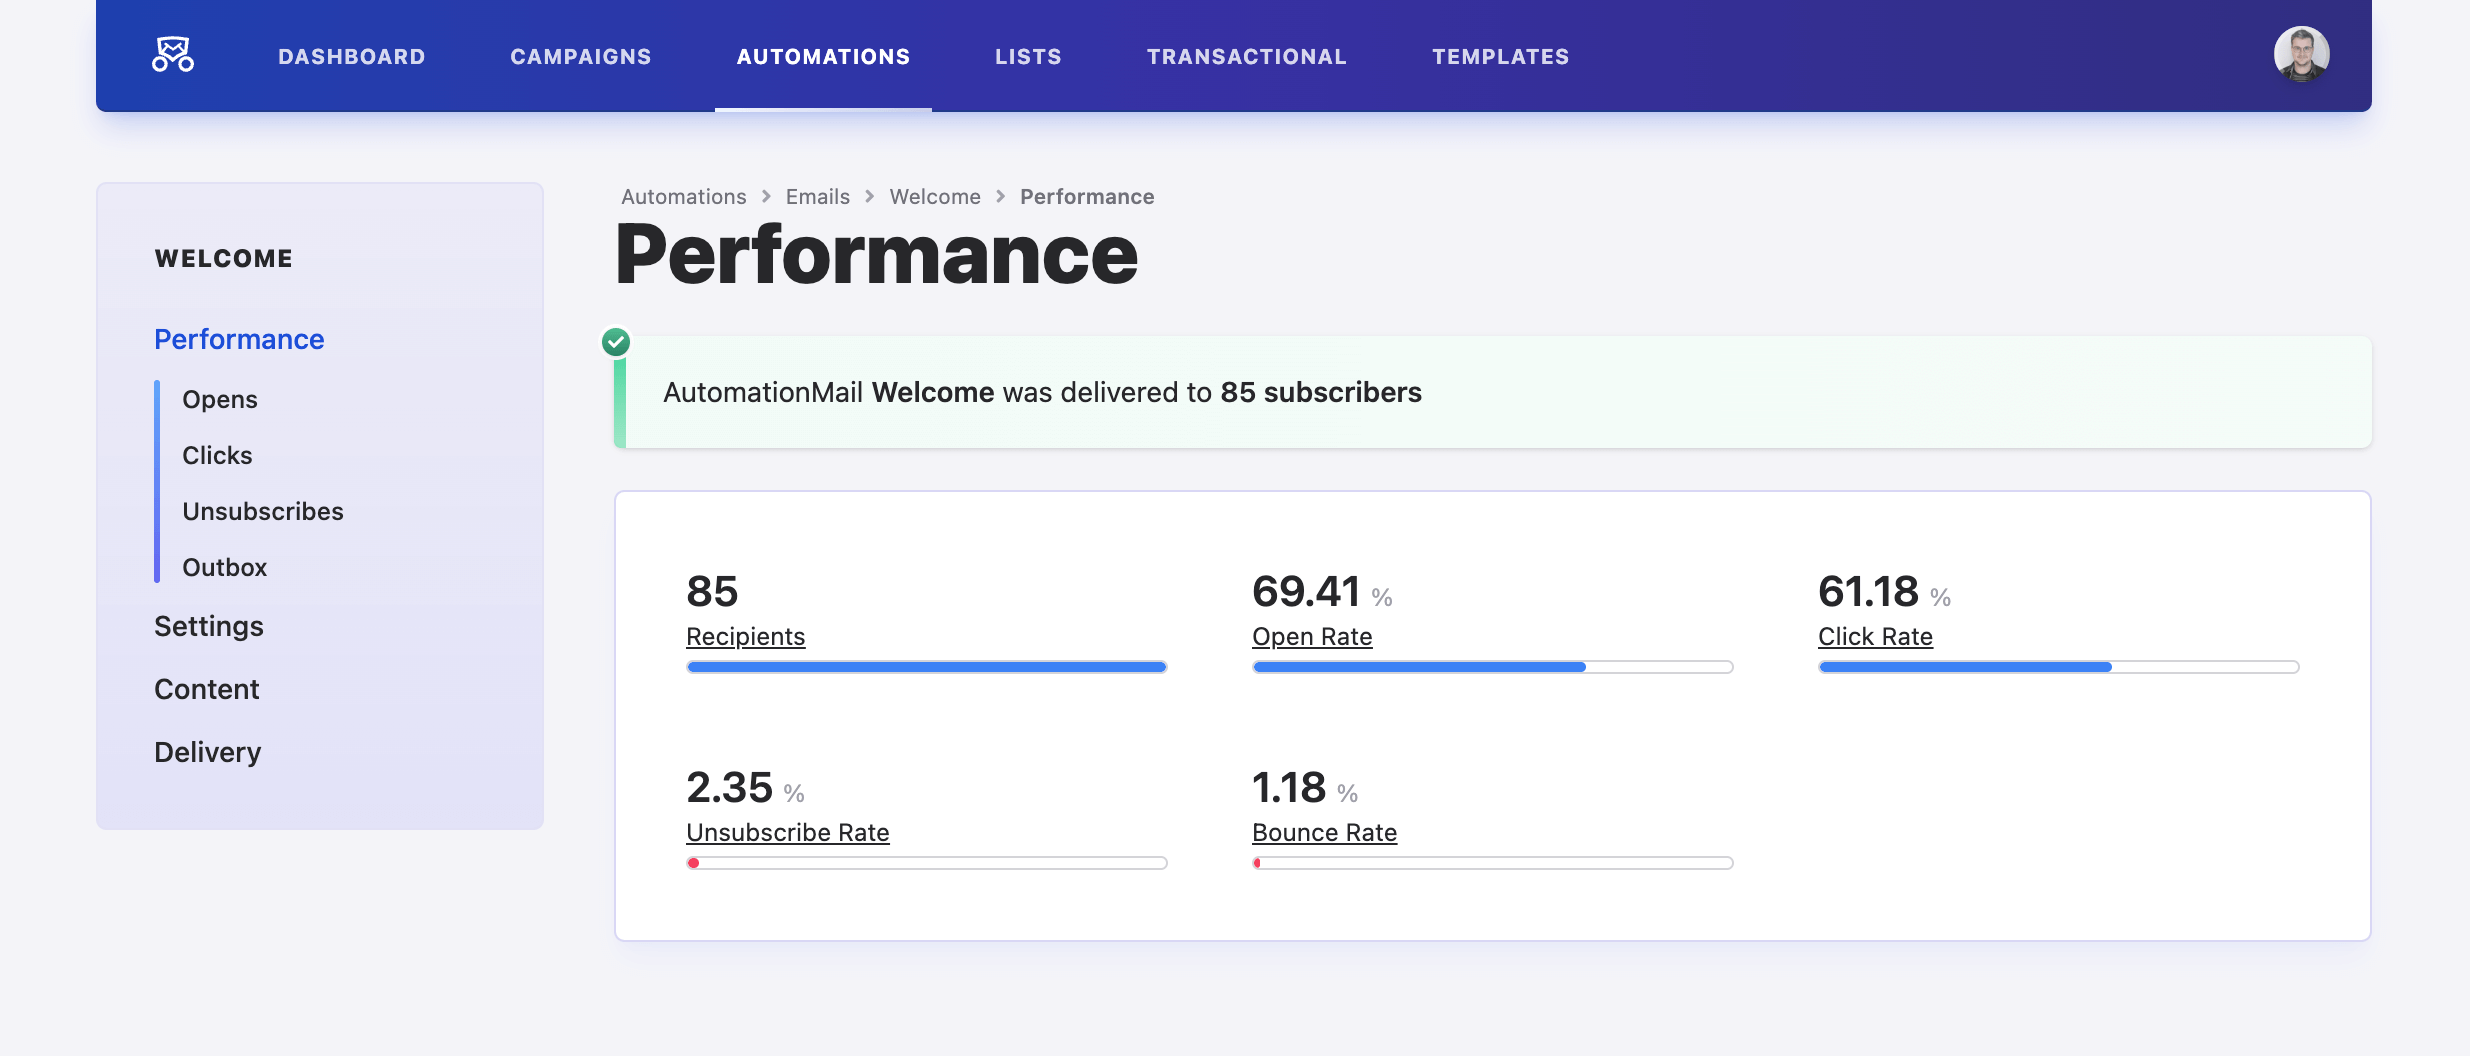 DASHBOARD CAMPAIGNS AUTOMATIONS LISTS TRANSACTIONAL TEMPLATES
WELCOME
Performance
Opens
Clicks
Unsubscribes
Outbox
Settings
Content
Delivery
Automations Emails Welcome Performance
Performance
AutomationMail Welcome was delivered to 85 subscribers
85
Recipients
69.41 %
Open Rate
61.18 %
Click Rate
2.35 %
Unsubscribe Rate
1.18 %
Bounce Rate